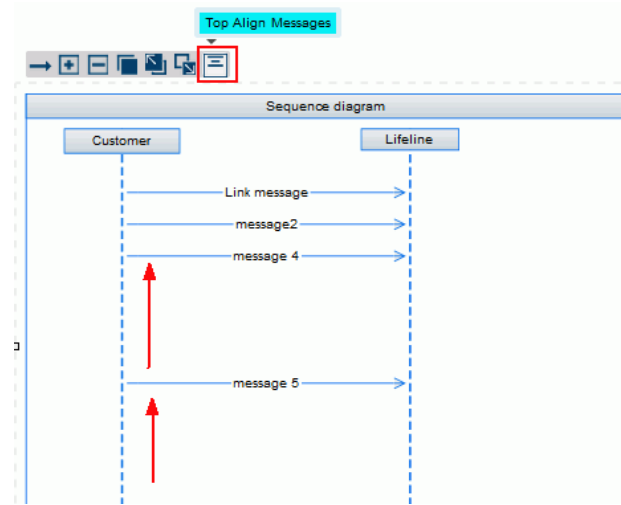 Top Align Messages
Sequence diagram
Customer
Lifeline
Link message
message2
message 4
message 5